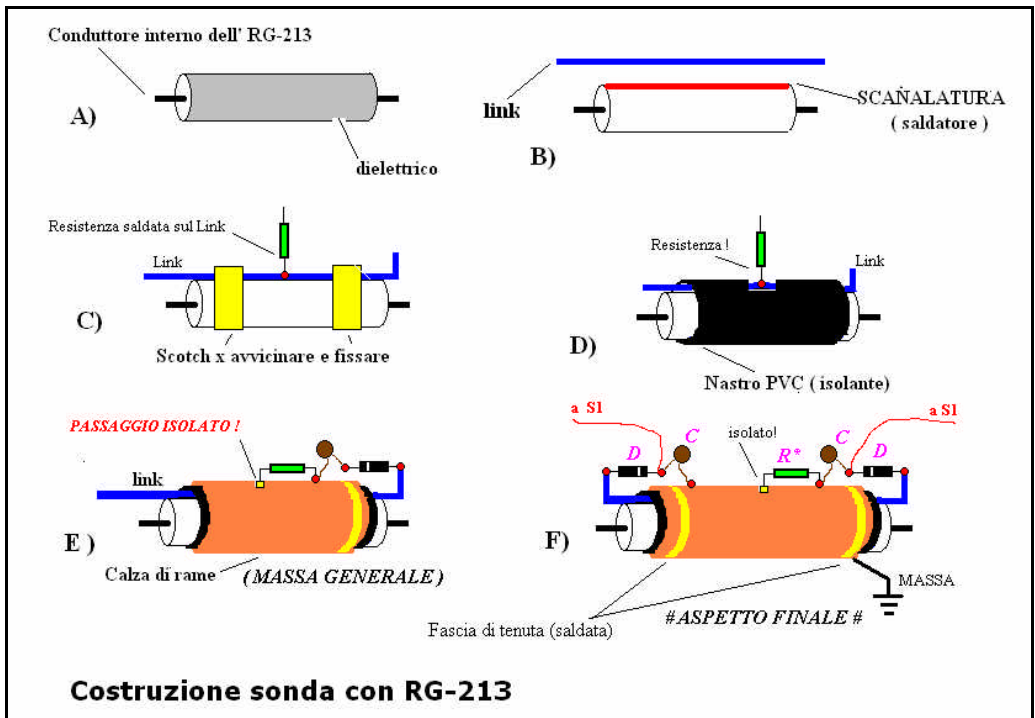 Conduttore interno dell' RG-213
A)
dielettrico
link
SCAÑALATURA
( saldatore )
B)
Resistenza saldata sul Link
Link
C)
Scotch x avvicinare e fissare
Resistenza !
Link
D)
Nastro PVC ( isolante)
PASSAGGIO ISOLATO !
link
E )
Calza di rame
( MASSA GENERALE )
a S1
a S1
isolato!
D
C
R*
C
D
F)
MASSA
Fascia di tenuta (saldata)
#ASPETTO FINALE #
Costruzione sonda con RG-213